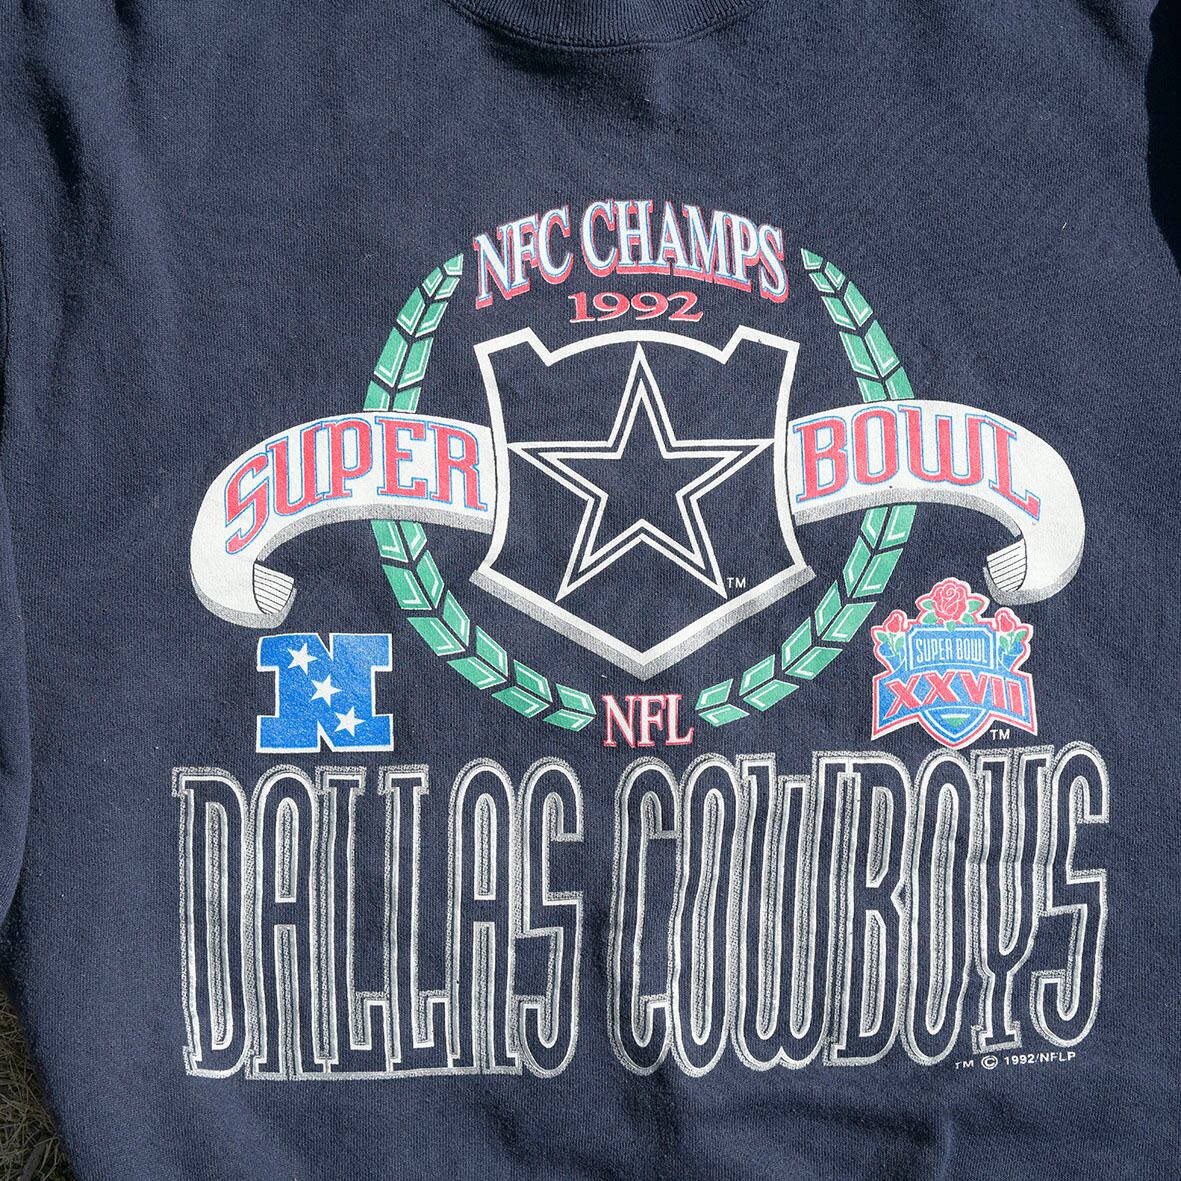 NFC CHAMPS
1992
SUPER BOWL
TM
N
SUPER BOWL
XXVII
TM
NFL
DALLAS COWBOYS
TM © 1992/NFLP